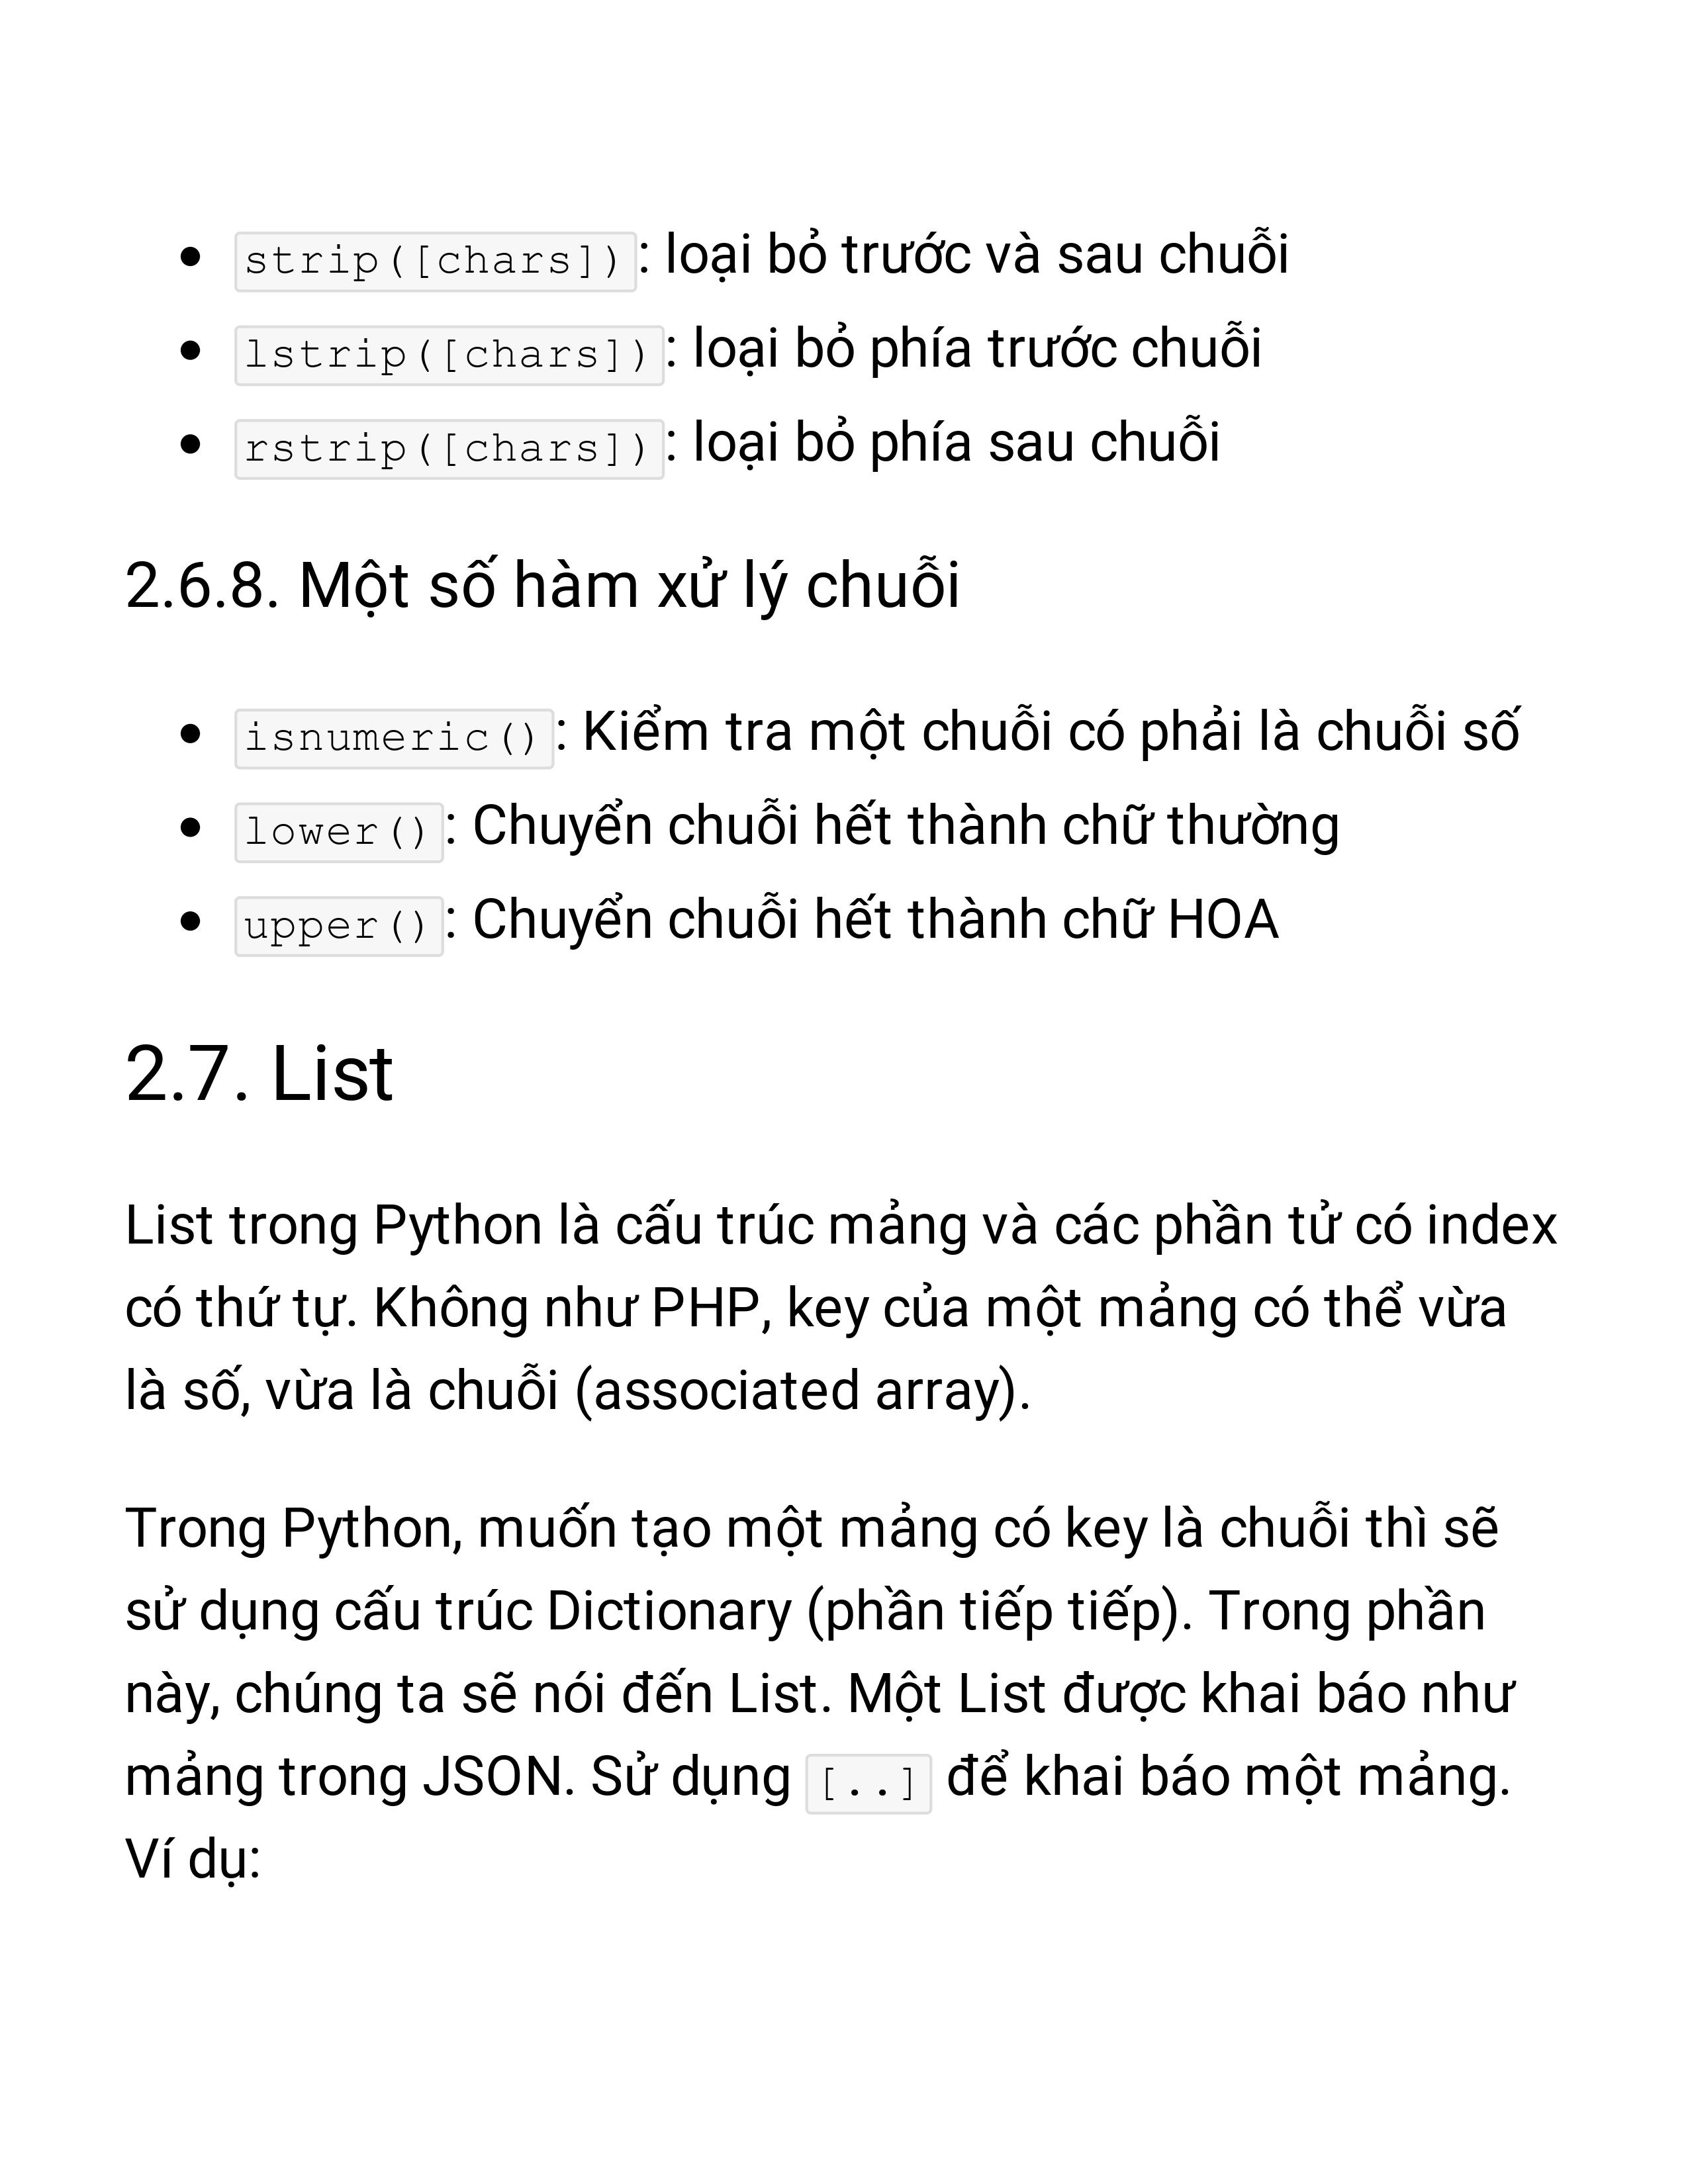 • strip([chars]): loại bỏ trước và sau chuỗi
• lstrip([chars]): loại bỏ phía trước chuỗi
• rstrip([chars]): loại bỏ phía sau chuỗi
2.6.8. Một số hàm xử lý chuỗi
• isnumeric(): Kiểm tra một chuỗi có phải là chuỗi số
• lower(): Chuyển chuỗi hết thành chữ thường
• upper(): Chuyển chuỗi hết thành chữ HOA
2.7. List
List trong Python là cấu trúc mảng và các phần tử có index
có thứ tự. Không như PHP, key của một mảng có thể vừa
là số, vừa là chuỗi (associated array).
Trong Python, muốn tạo một mảng có key là chuỗi thì sẽ
sử dụng cấu trúc Dictionary (phần tiếp tiếp). Trong phần
này, chúng ta sẽ nói đến List. Một List được khai báo như
mảng trong JSON. Sử dụng [..] để khai báo một mảng.
Ví dụ: